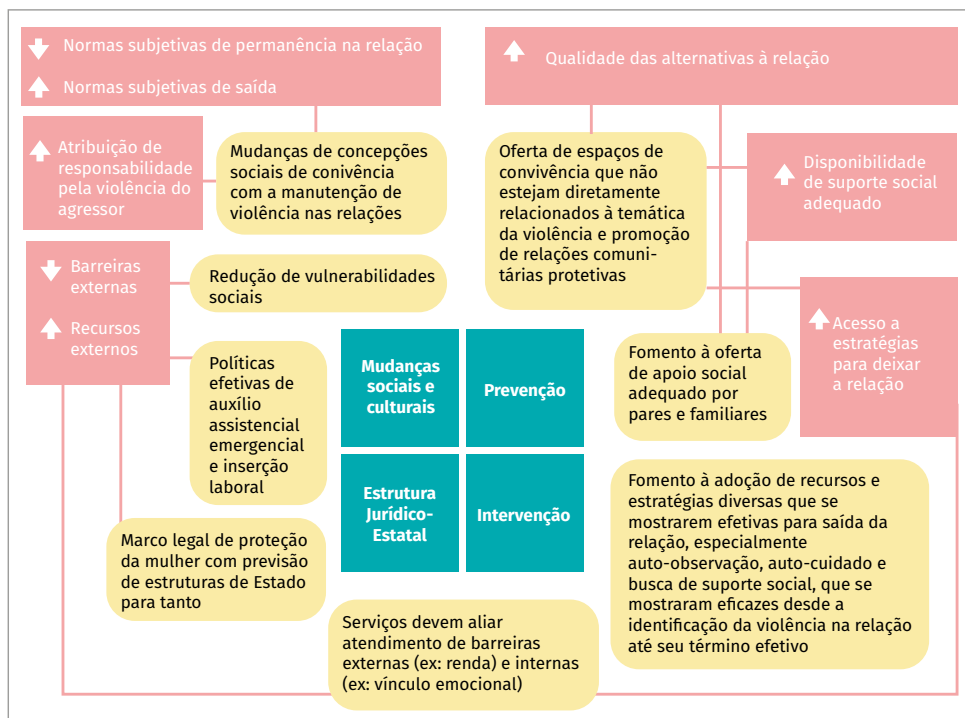 Normas subjetivas de permanência na relação
Normas subjetivas de saída
Qualidade das alternativas à relação
Atribuição de
responsabilidade
pela violência do
agressor
Mudanças de concepções
sociais de conivência
com a manutenção de
violência nas relações
Oferta de espaços de
convivência que não
estejam diretamente
relacionados à temática
da violência e promoção
de relações comuni-
tárias protetivas
Disponibilidade
de suporte social
adequado
Barreiras
externas
Recursos
externos
Redução de vulnerabilidades
sociais
Acesso a
estratégias
para deixar
a relação
Políticas
efetivas de
auxílio
assistencial
emergencial
e inserção
laboral
Mudanças
sociais e
culturais
Prevenção
Fomento à oferta
de apoio social
adequado por
pares e familiares
Estrutura
Jurídico-
Estatal
Intervenção
Fomento à adoção de recursos e
estratégias diversas que se
mostrarem efetivas para saída da
relação, especialmente
auto-observação, auto-cuidado e
busca de suporte social, que se
mostraram eficazes desde a
identificação da violência na relação
até seu término efetivo
Marco legal de proteção
da mulher com previsão
de estruturas de Estado
para tanto
Serviços devem aliar
atendimento de barreiras
externas (ex: renda) e internas
(ex: vínculo emocional)